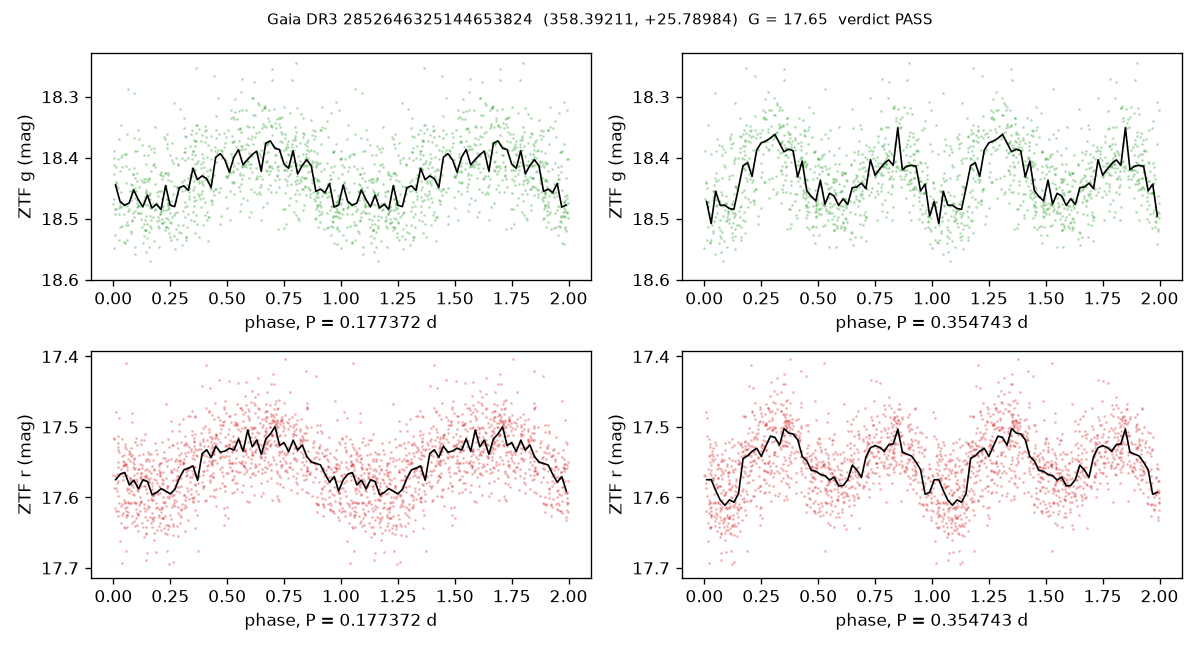 Gaia DR3 2852646325144653824  (358.39211, +25.78984)  G = 17.65  verdict PASS
ZTF g (mag)
18.3
18.4
18.5
18.6
0.00 0.25 0.50 0.75 1.00 1.25 1.50 1.75 2.00
phase, P = 0.177372 d
ZTF g (mag)
18.3
18.4
18.5
18.6
0.00 0.25 0.50 0.75 1.00 1.25 1.50 1.75 2.00
phase, P = 0.354743 d
ZTF r (mag)
17.4
17.5
17.6
17.7
0.00 0.25 0.50 0.75 1.00 1.25 1.50 1.75 2.00
phase, P = 0.177372 d
ZTF r (mag)
17.4
17.5
17.6
17.7
0.00 0.25 0.50 0.75 1.00 1.25 1.50 1.75 2.00
phase, P = 0.354743 d